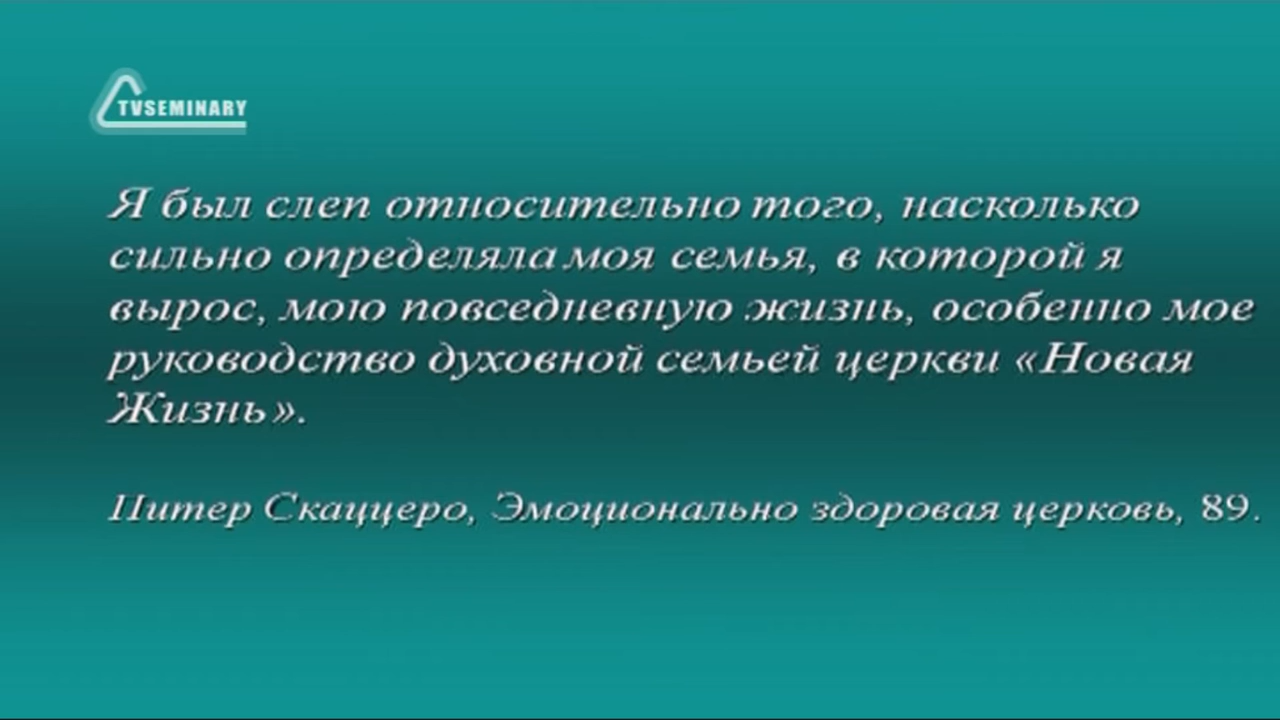 TVSEMINARY
Я был слеп относительно того, насколько
сильно определяла моя семья, в которой я
вырос, мою повседневную жизнь, особенно мое
руководство духовной семьей церкви «Новая
Жизнь».
Питер Скаццеро, Эмоционально здоровая церковь, 89.